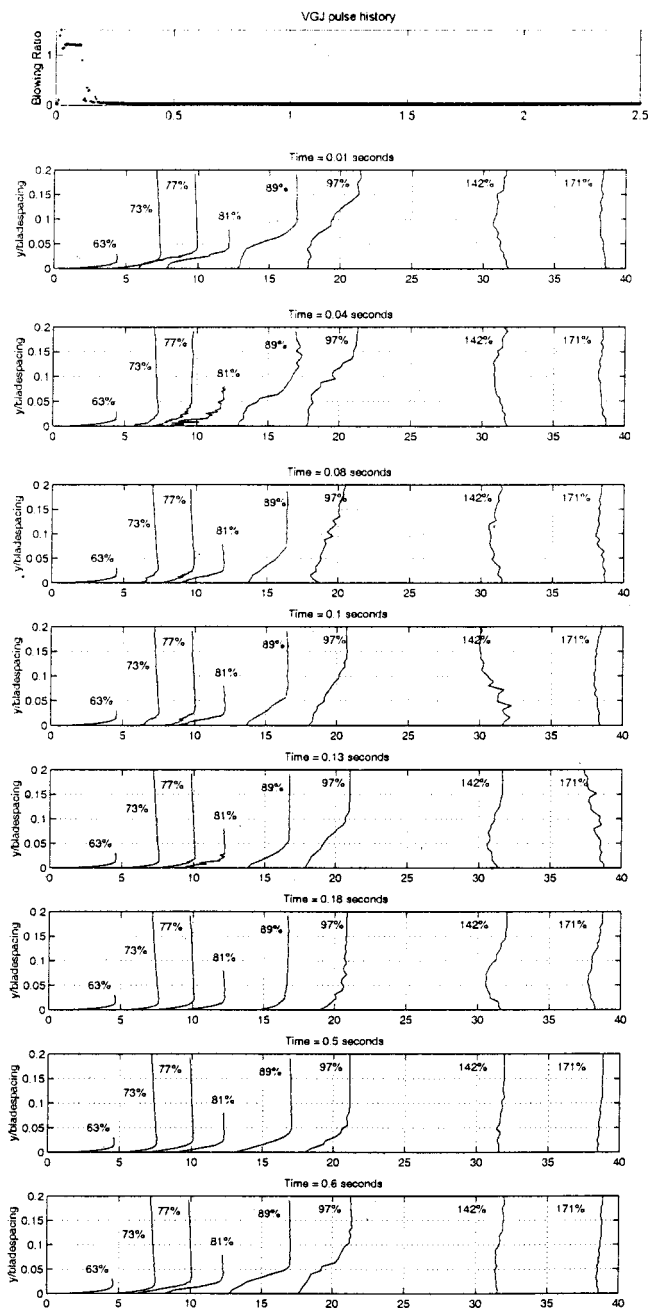 VGJ pulse history
Blowing Ratio
1
0
0 0.5 1 1.5 2 2.5
Time = 0.01 seconds
y/bladespacing
0.2
0.15
0.1
0.05
0
63% 73% 77% 81% 89% 97% 142% 171%
0 5 10 15 20 25 30 35 40
Time = 0.04 seconds
y/bladespacing
0.2
0.15
0.1
0.05
0
63% 73% 77% 81% 89% 97% 142% 171%
0 5 10 15 20 25 30 35 40
Time = 0.08 seconds
y/bladespacing
0.2
0.15
0.1
0.05
0
63% 73% 77% 81% 89% 97% 142% 171%
0 5 10 15 20 25 30 35 40
Time = 0.1 seconds
y/bladespacing
0.2
0.15
0.1
0.05
0
63% 73% 77% 81% 89% 97% 142% 171%
0 5 10 15 20 25 30 35 40
Time = 0.13 seconds
y/bladespacing
0.2
0.15
0.1
0.05
0
63% 73% 77% 81% 89% 97% 142% 171%
0 5 10 15 20 25 30 35 40
Time = 0.18 seconds
y/bladespacing
0.2
0.15
0.1
0.05
0
63% 73% 77% 81% 89% 97% 142% 171%
0 5 10 15 20 25 30 35 40
Time = 0.5 seconds
y/bladespacing
0.2
0.15
0.1
0.05
0
63% 73% 77% 81% 89% 97% 142% 171%
0 5 10 15 20 25 30 35 40
Time = 0.6 seconds
y/bladespacing
0.2
0.15
0.1
0.05
0
63% 73% 77% 81% 89% 97% 142% 171%
0 5 10 15 20 25 30 35 40